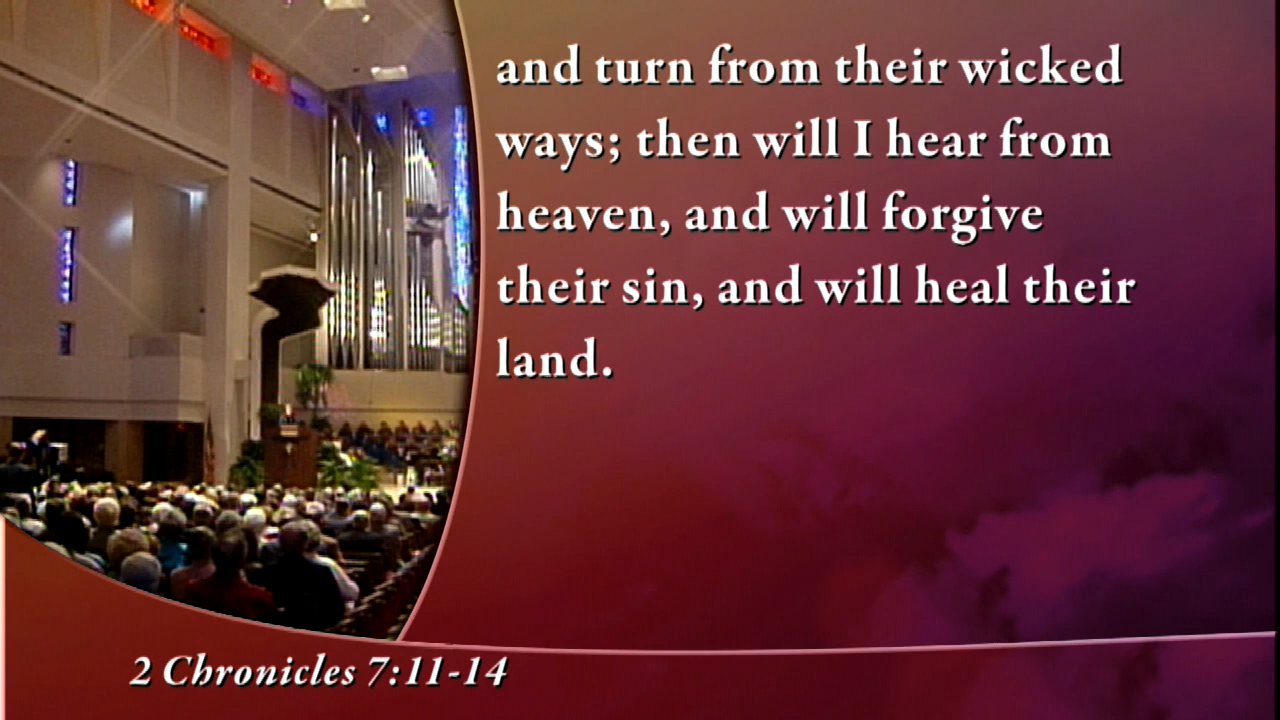 and turn from their wicked
ways; then will I hear from
heaven, and will forgive
their sin, and will heal their
land.
2 Chronicles 7:11-14